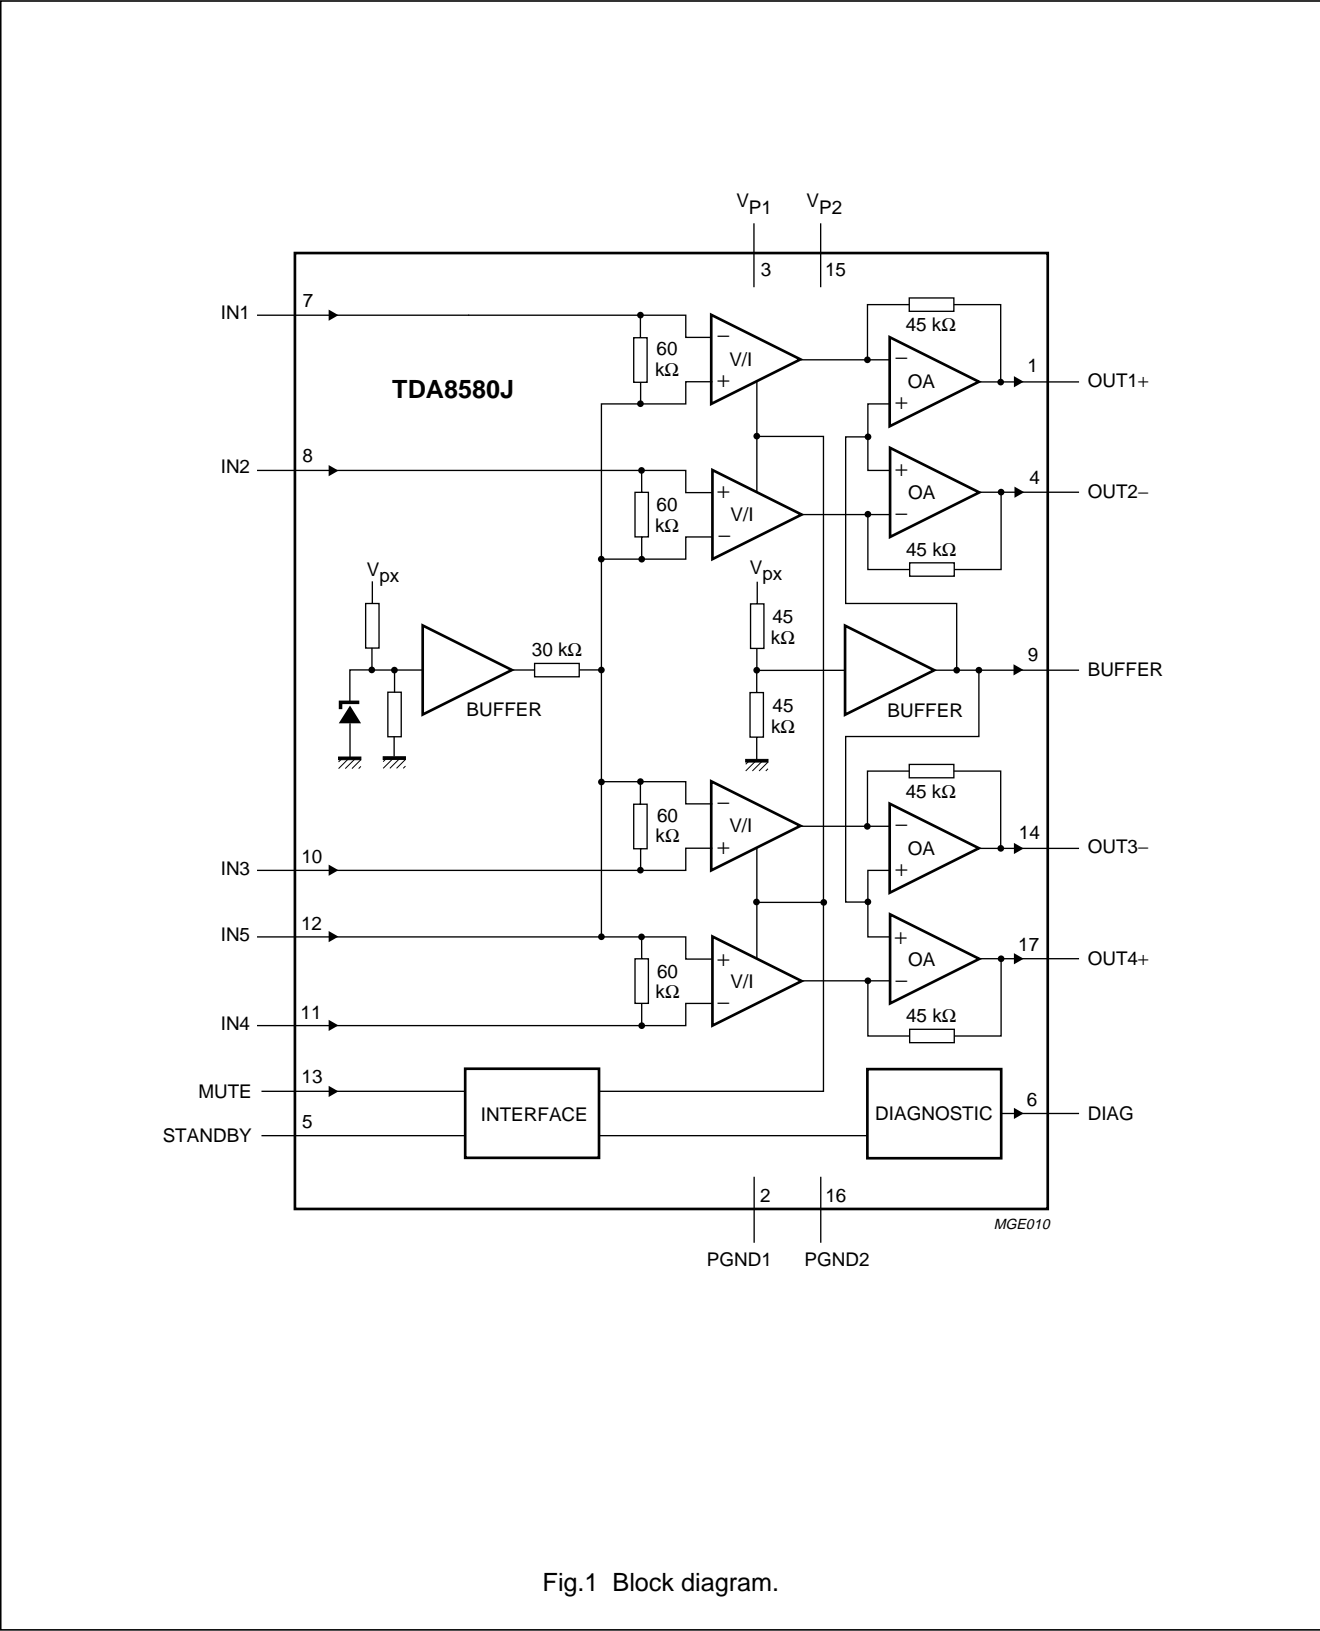 VP1 VP2
3 15
IN1 7
45 kΩ
60 kΩ
− + V/I
− + OA
1 OUT1+
TDA8580J
IN2 8
60 kΩ
+ − V/I
+ − OA
4 OUT2−
45 kΩ
Vpx
Vpx
45 kΩ
30 kΩ
BUFFER
45 kΩ
BUFFER
9 BUFFER
45 kΩ
60 kΩ
− + V/I
− + OA
14 OUT3−
IN3 10
IN5 12
60 kΩ
+ − V/I
+ − OA
17 OUT4+
IN4 11
45 kΩ
MUTE 13
INTERFACE
DIAGNOSTIC
6 DIAG
STANDBY 5
2 16
MGE010
PGND1 PGND2
Fig.1 Block diagram.